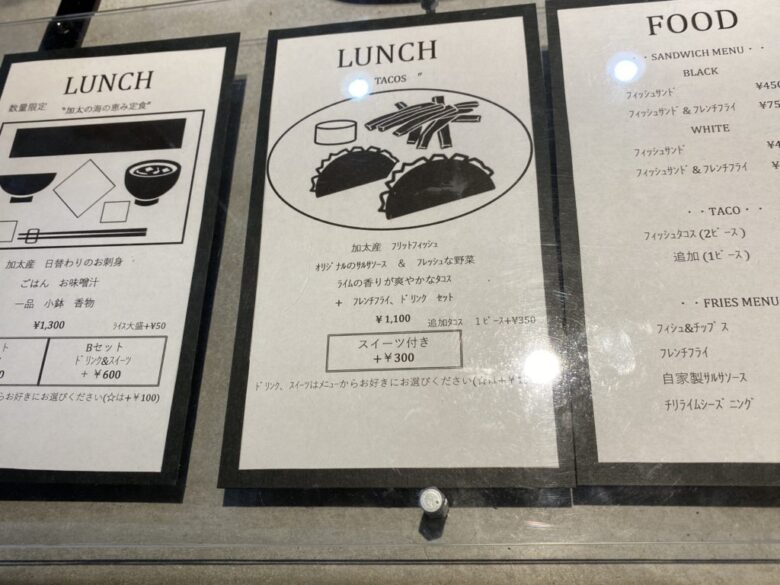 LUNCH
数量限定 "加太の海の恵み定食"
加太産 日替わりのお刺身
ごはん お味噌汁
一品 小鉢 香物
¥1,300 ライス大盛+¥50
Bセット
ドリンク&スイーツ
+ ¥600
お好きにお選びください(☆は+¥100)
LUNCH
" TACOS "
加太産 フリットフィッシュ
オリジナルのサルサソース & フレッシュな野菜
ライムの香りが爽やかなタコス
+ フレンチフライ、ドリンク セット
¥1,100 追加タコス 1ピース+¥350
スイーツ付き
+¥300
ドリンク、スイーツはメニューからお好きにお選びください(☆は+¥
FOOD
・・SANDWICH MENU・・
BLACK
フィッシュサンド
フィッシュサンド&フレンチフライ
WHITE
フィッシュサンド
フィッシュサンド&フレンチフライ
・・TACO
フィッシュタコス(2ピース)
追加(1ピース)
・・FRIES MENU
フィッシュ&チップス
フレンチフライ
自家製サルサソース
チリライムシーズニング